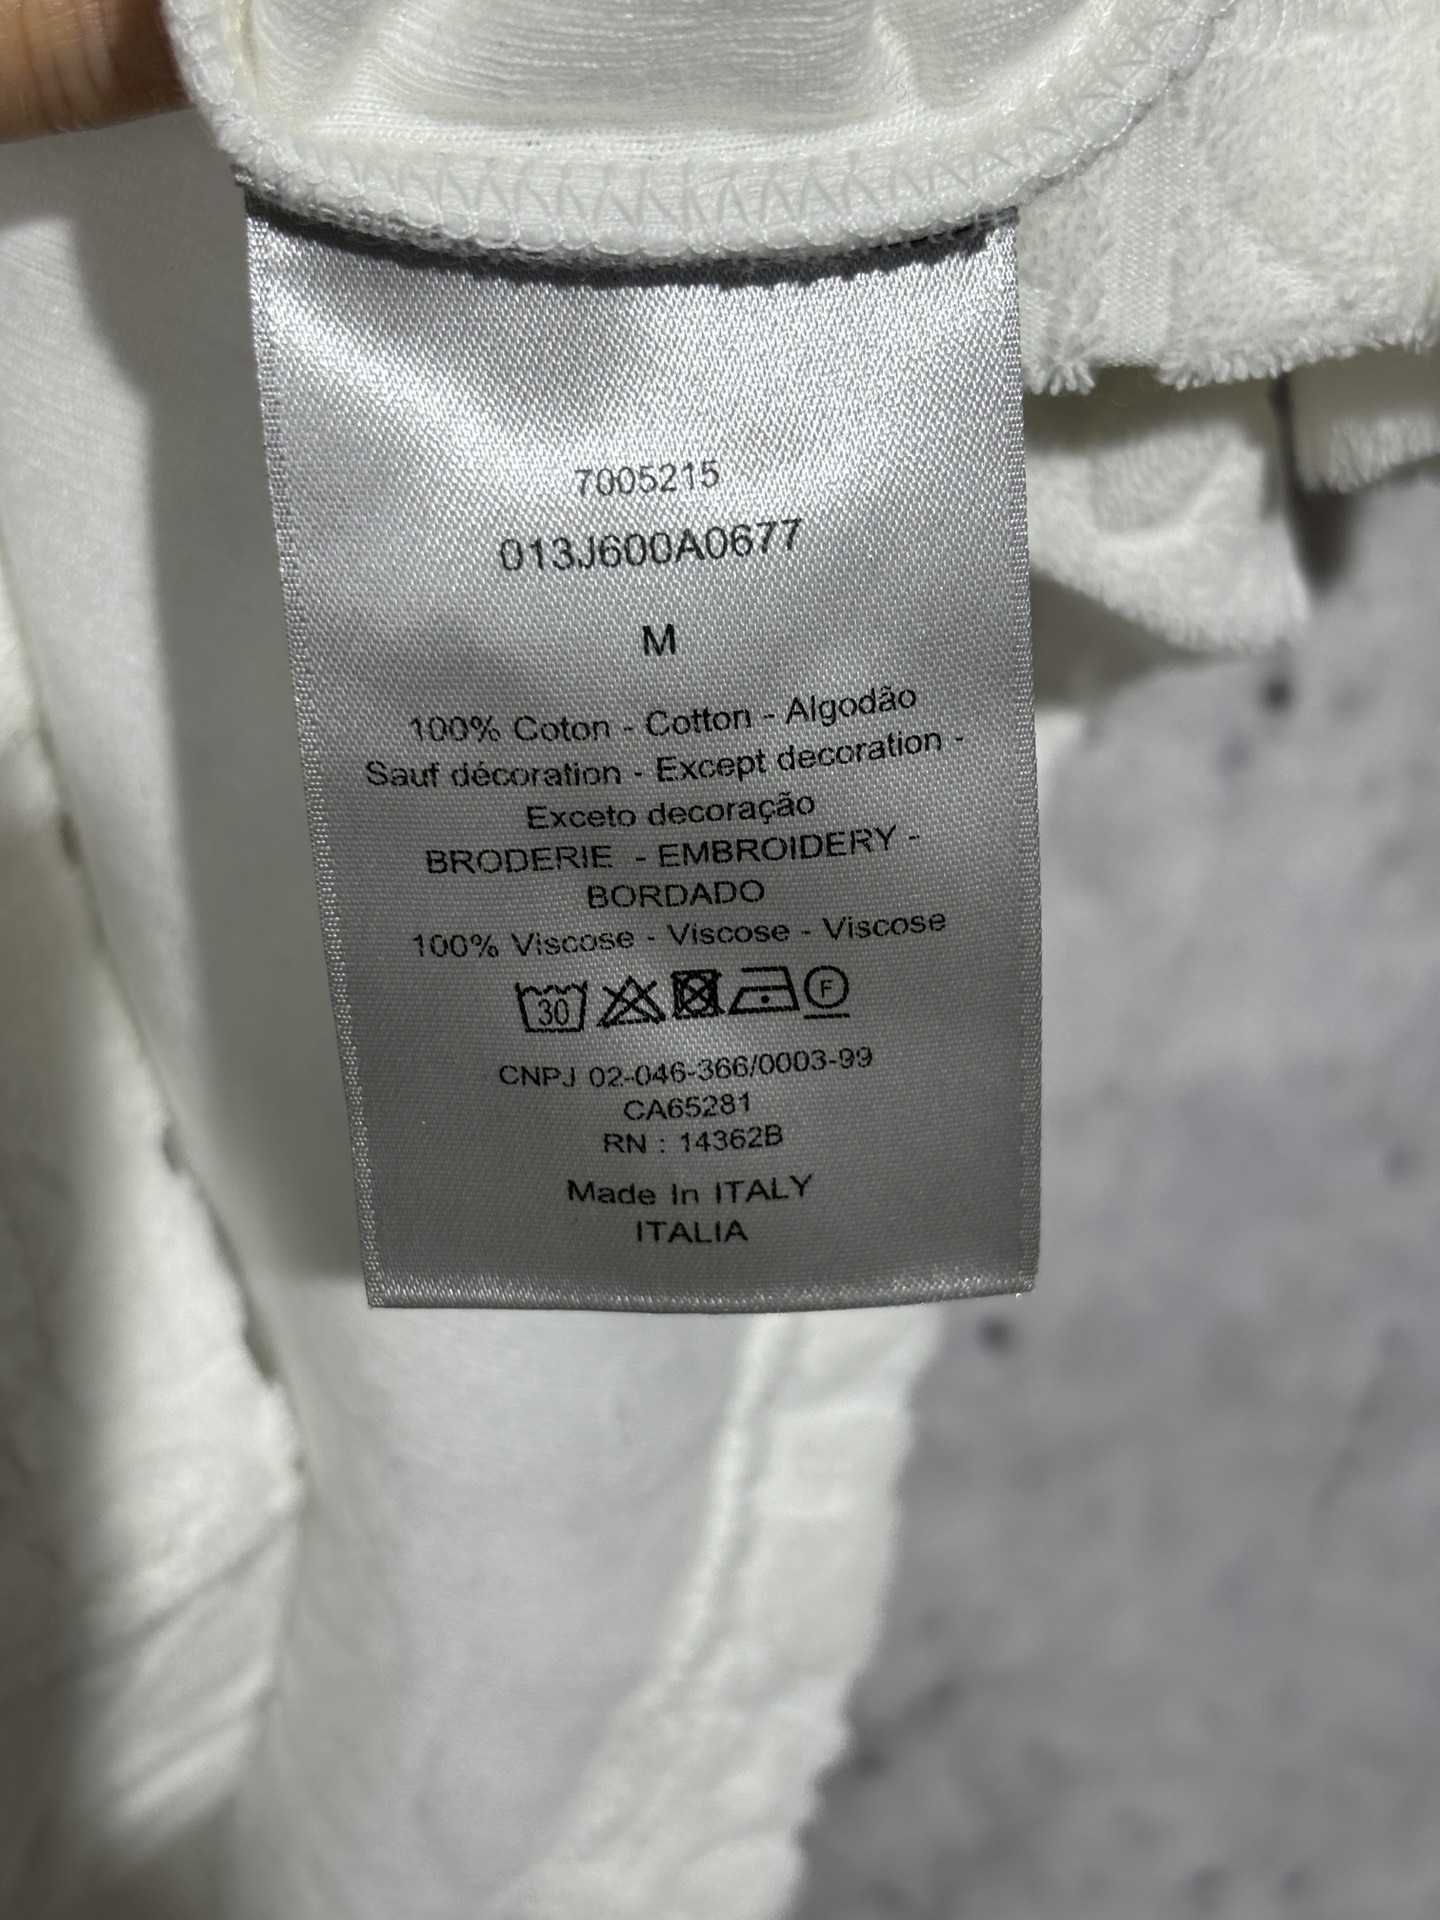 7005215
013J600A0677
M
100% Coton - Cotton - Algodão
Sauf décoration - Except decoration -
Exceto decoração
BRODERIE - EMBROIDERY -
BORDADO
100% Viscose - Viscose - Viscose
30 F
CNPJ 02-046-366/0003-99
CA65281
RN : 14362B
Made In ITALY
ITALIA